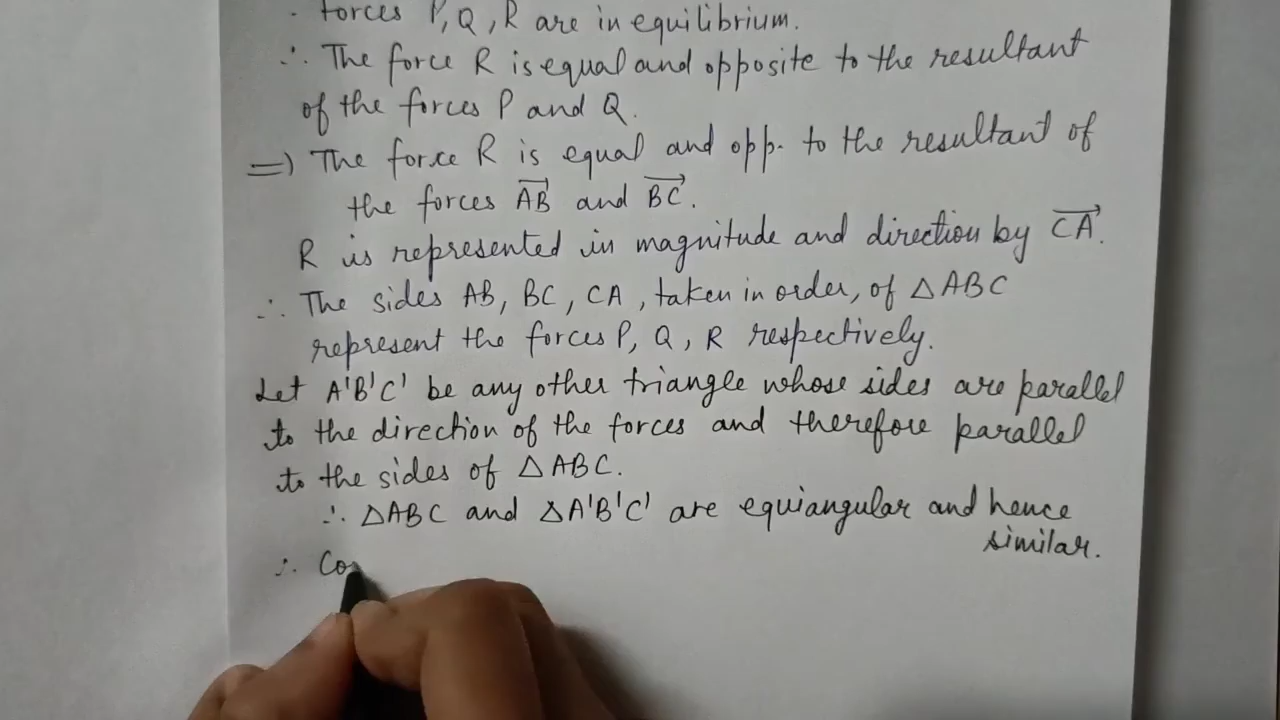 ∵ Forces P, Q, R are in equilibrium.
∴ The force R is equal and opposite to the resultant
of the forces P and Q.
=) The force R is equal and opp. to the resultant of
the forces $\overrightarrow{AB}$ and $\overrightarrow{BC}$.
R is represented in magnitude and direction by $\overrightarrow{CA}$.
∴ The sides AB, BC, CA, taken in order, of △ABC
represent the forces P, Q, R respectively.
Let A'B'C' be any other triangle whose sides are parallel
to the direction of the forces and therefore parallel
to the sides of △ABC.
∴ △ABC and △A'B'C' are equiangular and hence
similar.
∴ Co